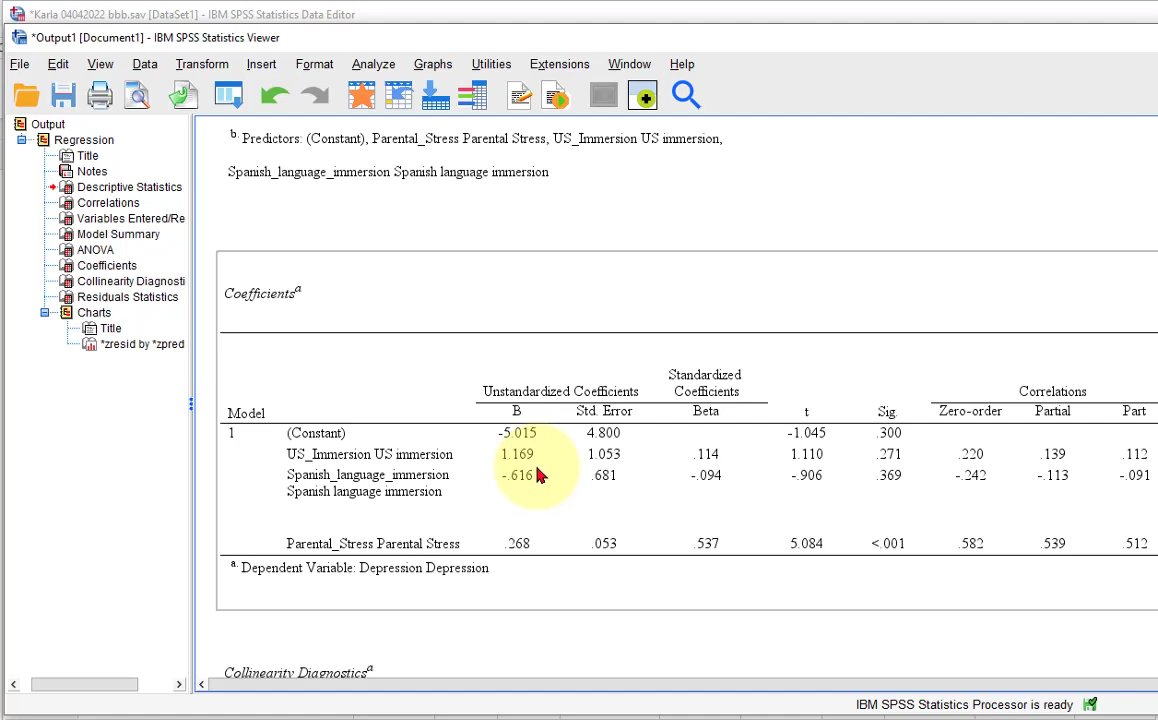 *Karla 04042022 bbb.sav [DataSet1] - IBM SPSS Statistics Data Editor
*Output1 [Document1] - IBM SPSS Statistics Viewer
File Edit View Data Transform Insert Format Analyze Graphs Utilities Extensions Window Help
Output
Regression
Title
Notes
Descriptive Statistics
Correlations
Variables Entered/Re
Model Summary
ANOVA
Coefficients
Collinearity Diagnosti
Residuals Statistics
Charts
Title
*zresid by *zpred
b. Predictors: (Constant), Parental_Stress Parental Stress, US_Immersion US immersion,
Spanish_language_immersion Spanish language immersion
Coefficientsa
Standardized
Unstandardized Coefficients Coefficients Correlations
Model B Std. Error Beta t Sig. Zero-order Partial Part
1 (Constant) -5.015 4.800 -1.045 .300
US_Immersion US immersion 1.169 1.053 .114 1.110 .271 .220 .139 .112
Spanish_language_immersion -.616 .681 -.094 -.906 .369 -.242 -.113 -.091
Spanish language immersion
Parental_Stress Parental Stress .268 .053 .537 5.084 <.001 .582 .539 .512
a. Dependent Variable: Depression Depression
Collinearity Diagnosticsa
IBM SPSS Statistics Processor is ready